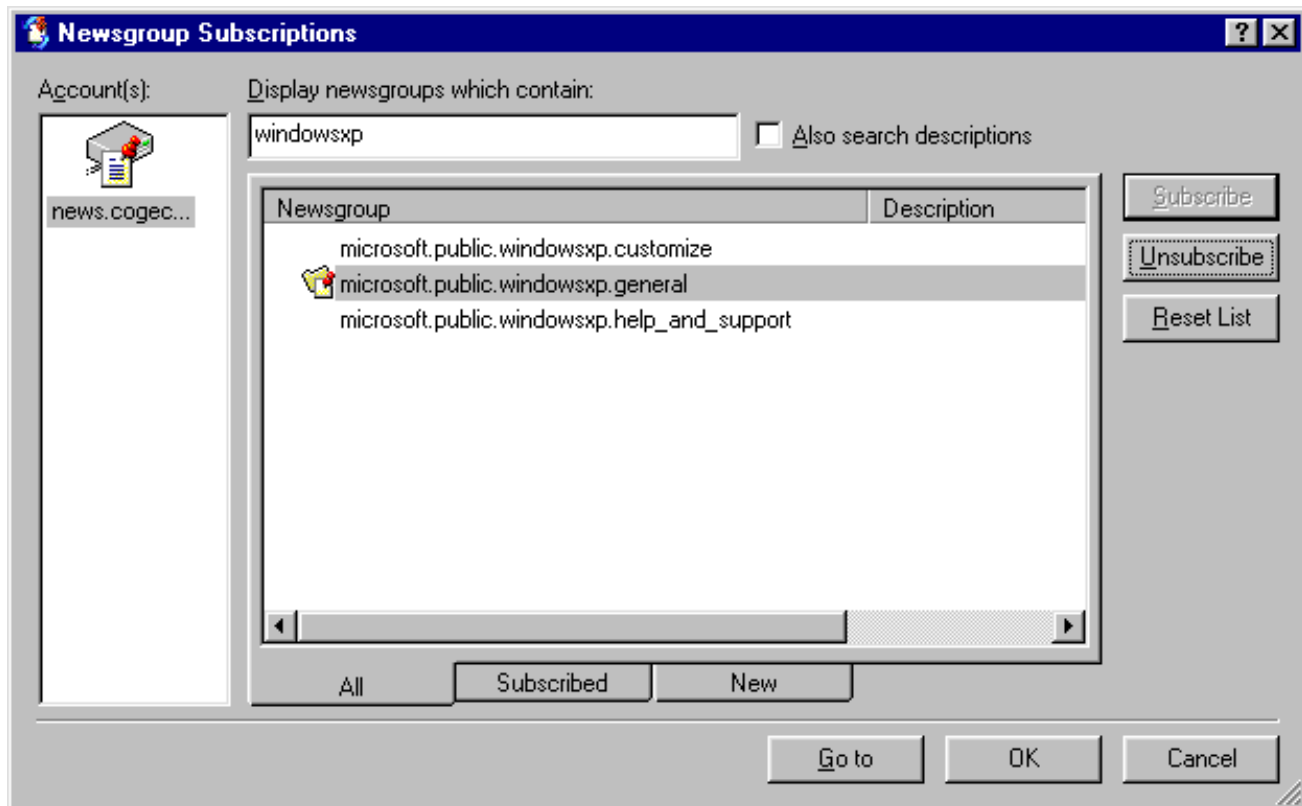 Newsgroup Subscriptions
Account(s):
Display newsgroups which contain:
windowsxp
Also search descriptions
news.cogec...
Newsgroup
Description
microsoft.public.windowsxp.customize
microsoft.public.windowsxp.general
microsoft.public.windowsxp.help_and_support
Subscribe
Unsubscribe
Reset List
All
Subscribed
New
Go to
OK
Cancel